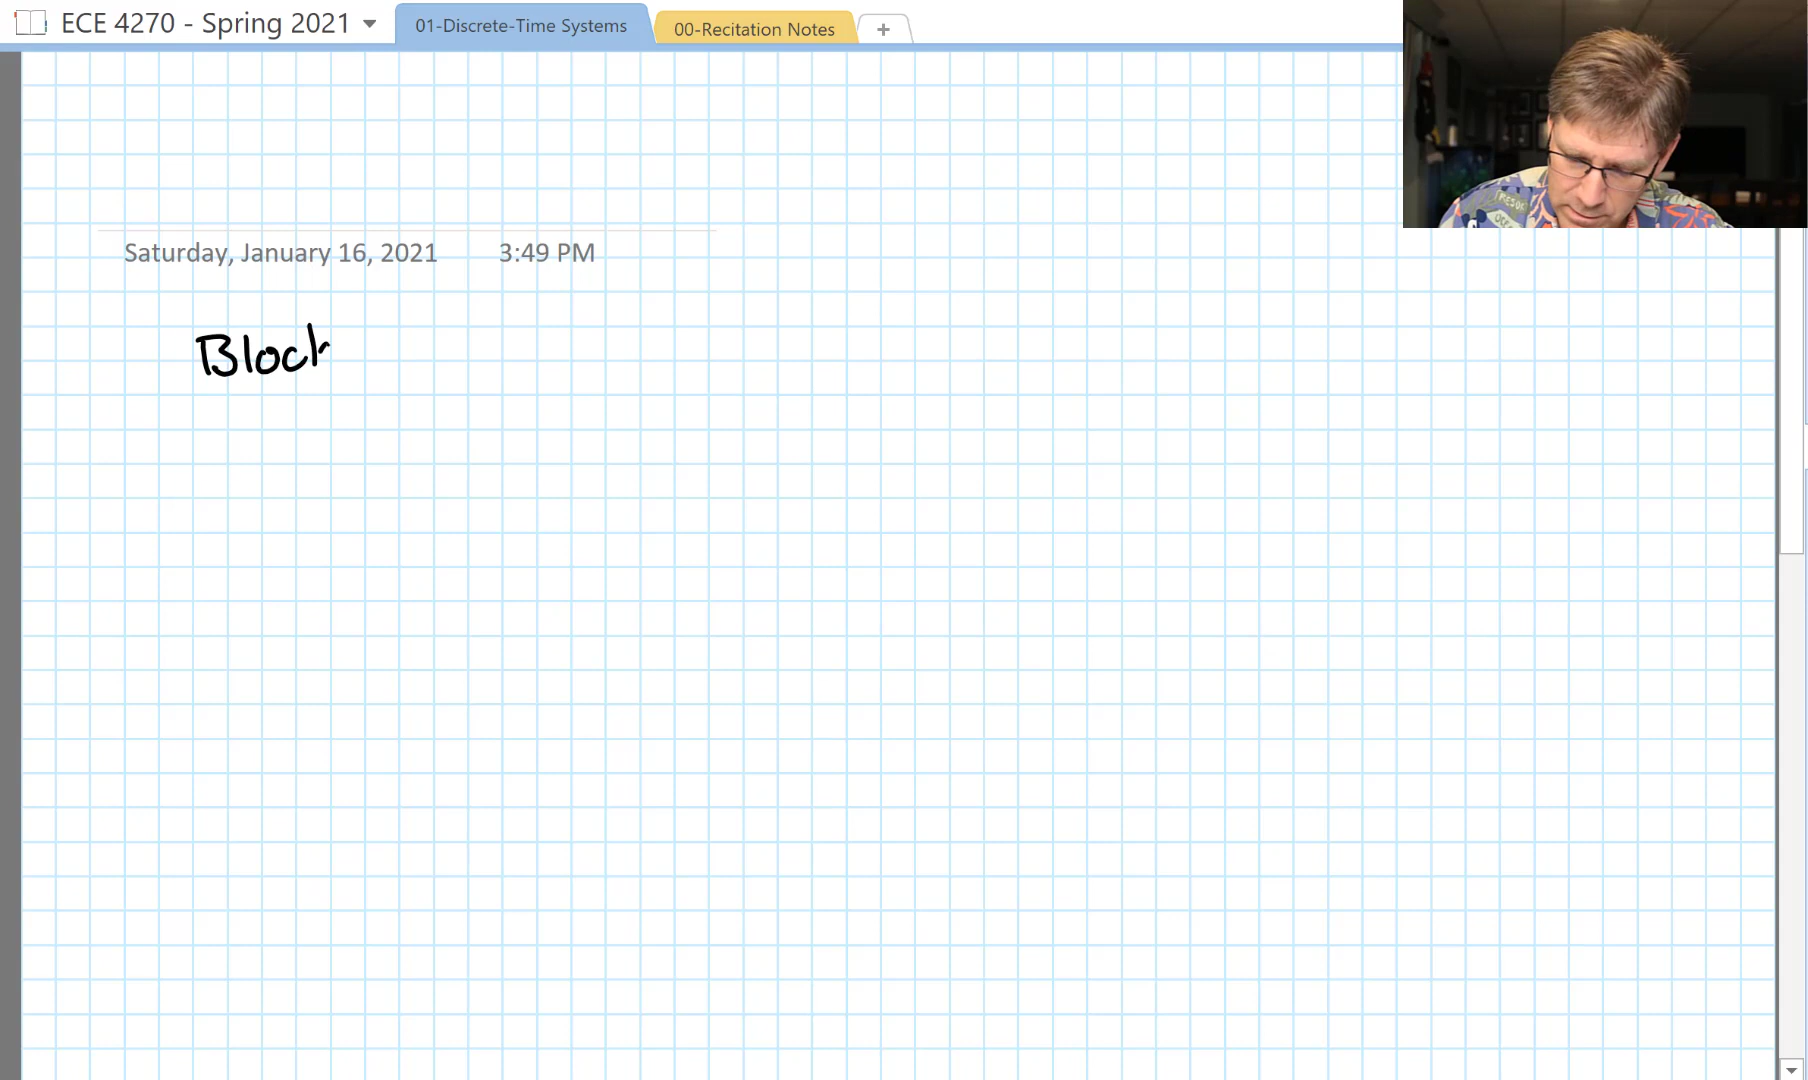 ECE 4270 - Spring 2021 01-Discrete-Time Systems 00-Recitation Notes +
Saturday, January 16, 2021 3:49 PM
Block